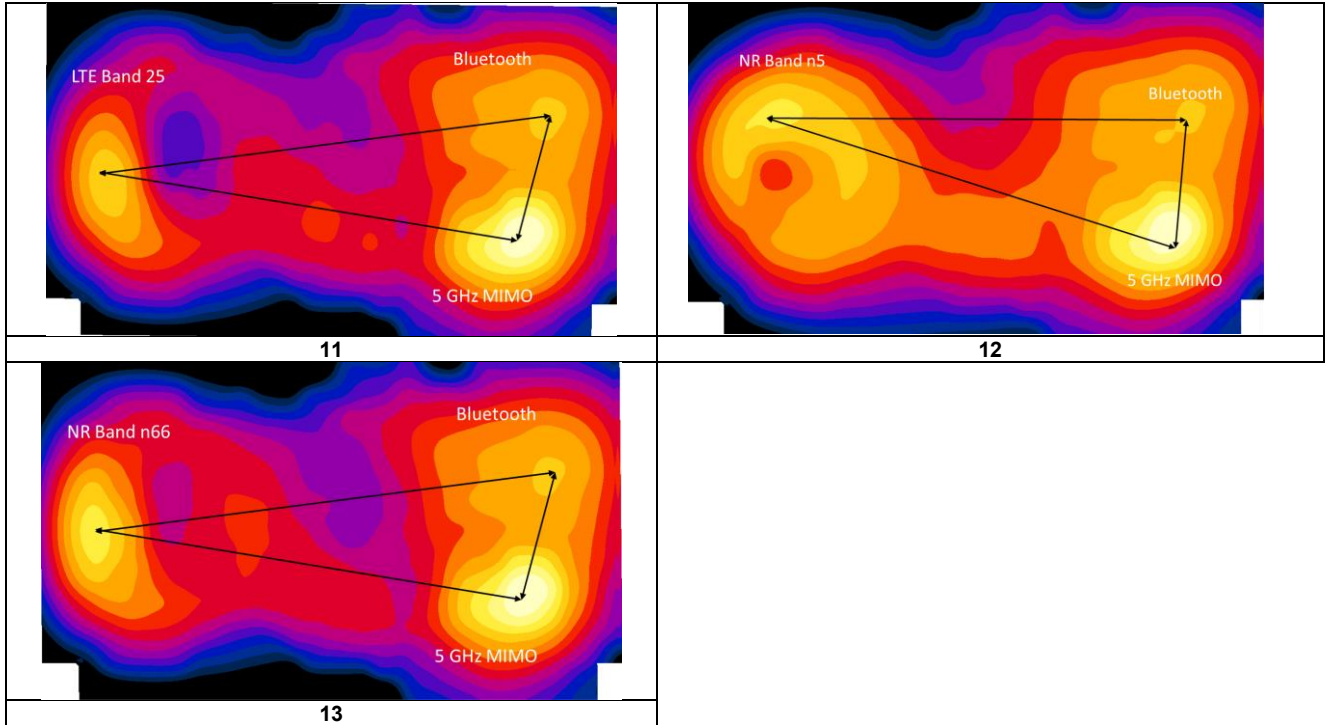 LTE Band 25
Bluetooth
5 GHz MIMO
11
NR Band n5
Bluetooth
5 GHz MIMO
12
NR Band n66
Bluetooth
5 GHz MIMO
13